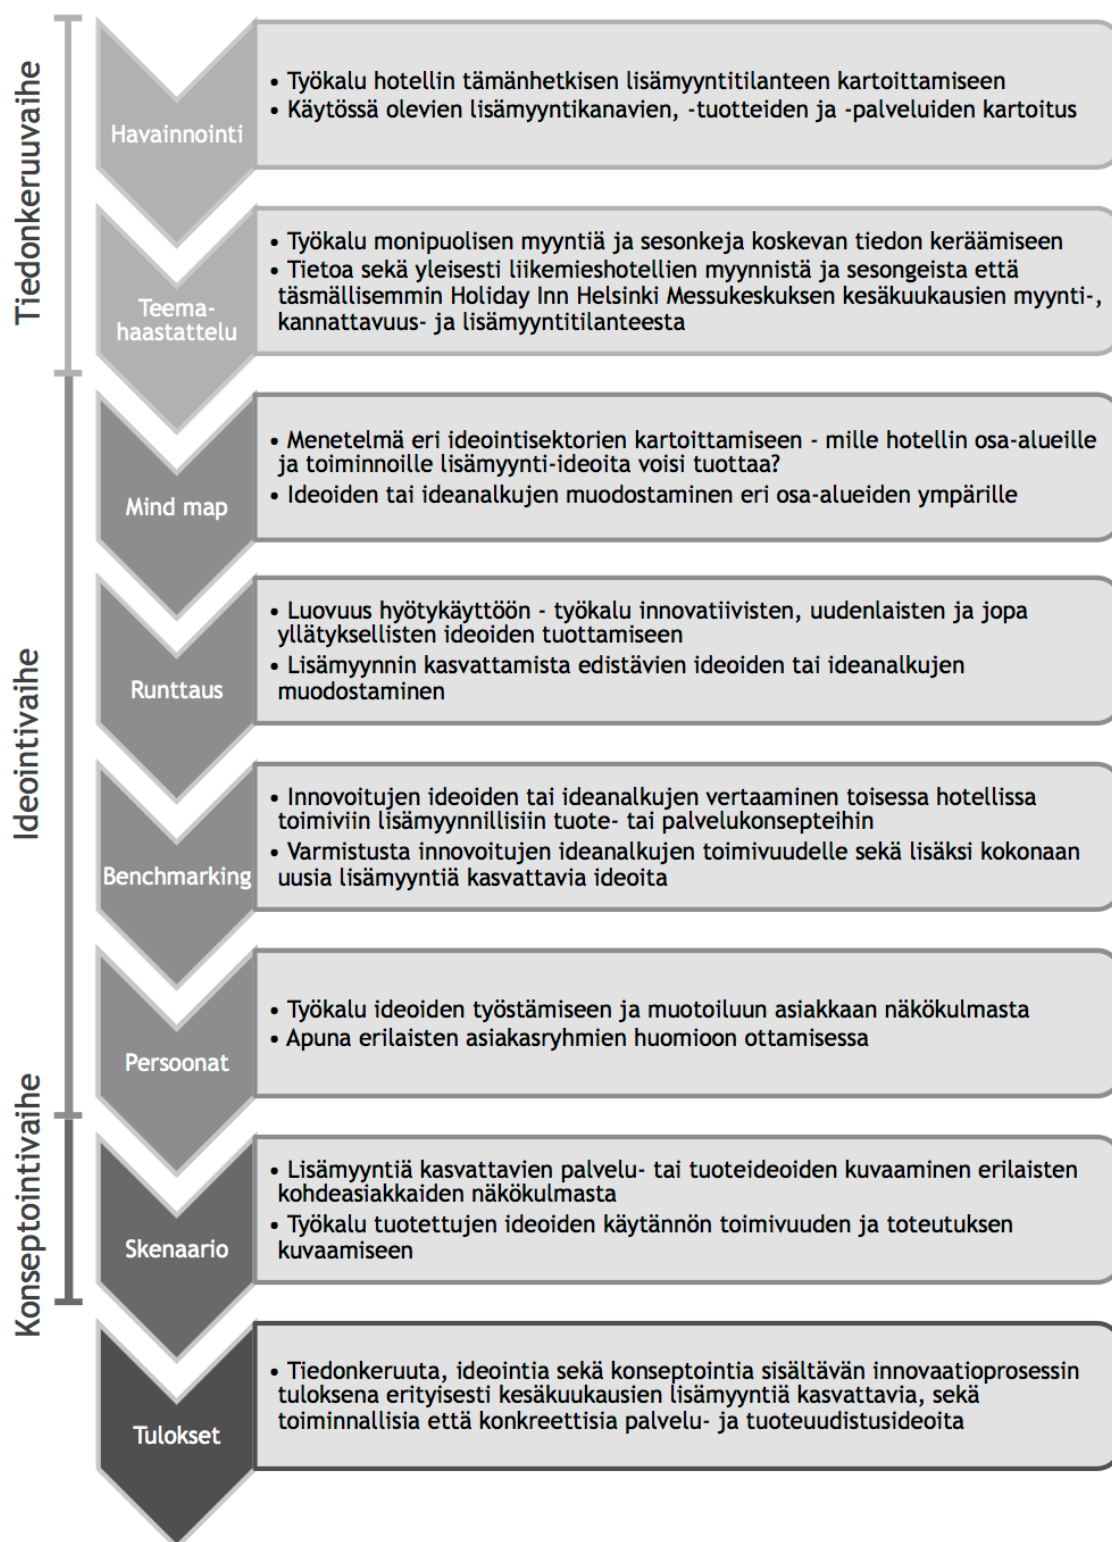 Tiedonkeruuvaihe
Havainnointi
• Työkalu hotellin tämänhetkisen lisämyyntitilanteen kartoittamiseen
• Käytössä olevien lisämyyntikanavien, -tuotteiden ja -palveluiden kartoitus
Teema-
haastattelu
• Työkalu monipuolisen myyntiä ja sesonkeja koskevan tiedon keräämiseen
• Tietoa sekä yleisesti liikemieshotellien myynnistä ja sesongeista että
täsmällisemmin Holiday Inn Helsinki Messukeskuksen kesäkuukausien myynti-,
kannattavuus- ja lisämyyntitilanteesta
Ideointivaihe
Mind map
• Menetelmä eri ideointisektorien kartoittamiseen - mille hotellin osa-alueille
ja toiminnoille lisämyynti-ideoita voisi tuottaa?
• Ideoiden tai ideanalkujen muodostaminen eri osa-alueiden ympärille
Runttaus
• Luovuus hyötykäyttöön - työkalu innovatiivisten, uudenlaisten ja jopa
yllätyksellisten ideoiden tuottamiseen
• Lisämyynnin kasvattamista edistävien ideoiden tai ideanalkujen
muodostaminen
Benchmarking
• Innovoitujen ideoiden tai ideanalkujen vertaaminen toisessa hotellissa
toimiviin lisämyynnillisiin tuote- tai palvelukonsepteihin
• Varmistusta innovoitujen ideanalkujen toimivuudelle sekä lisäksi kokonaan
uusia lisämyyntiä kasvattavia ideoita
Persoonat
• Työkalu ideoiden työstämiseen ja muotoiluun asiakkaan näkökulmasta
• Apuna erilaisten asiakasryhmien huomioon ottamisessa
Konseptointivaihe
Skenaario
• Lisämyyntiä kasvattavien palvelu- tai tuoteideoiden kuvaaminen erilaisten
kohdeasiakkaiden näkökulmasta
• Työkalu tuotettujen ideoiden käytännön toimivuuden ja toteutuksen
kuvaamiseen
Tulokset
• Tiedonkeruuta, ideointia sekä konseptointia sisältävän innovaatioprosessin
tuloksena erityisesti kesäkuukausien lisämyyntiä kasvattavia, sekä
toiminnallisia että konkreettisia palvelu- ja tuoteuudistusideoita